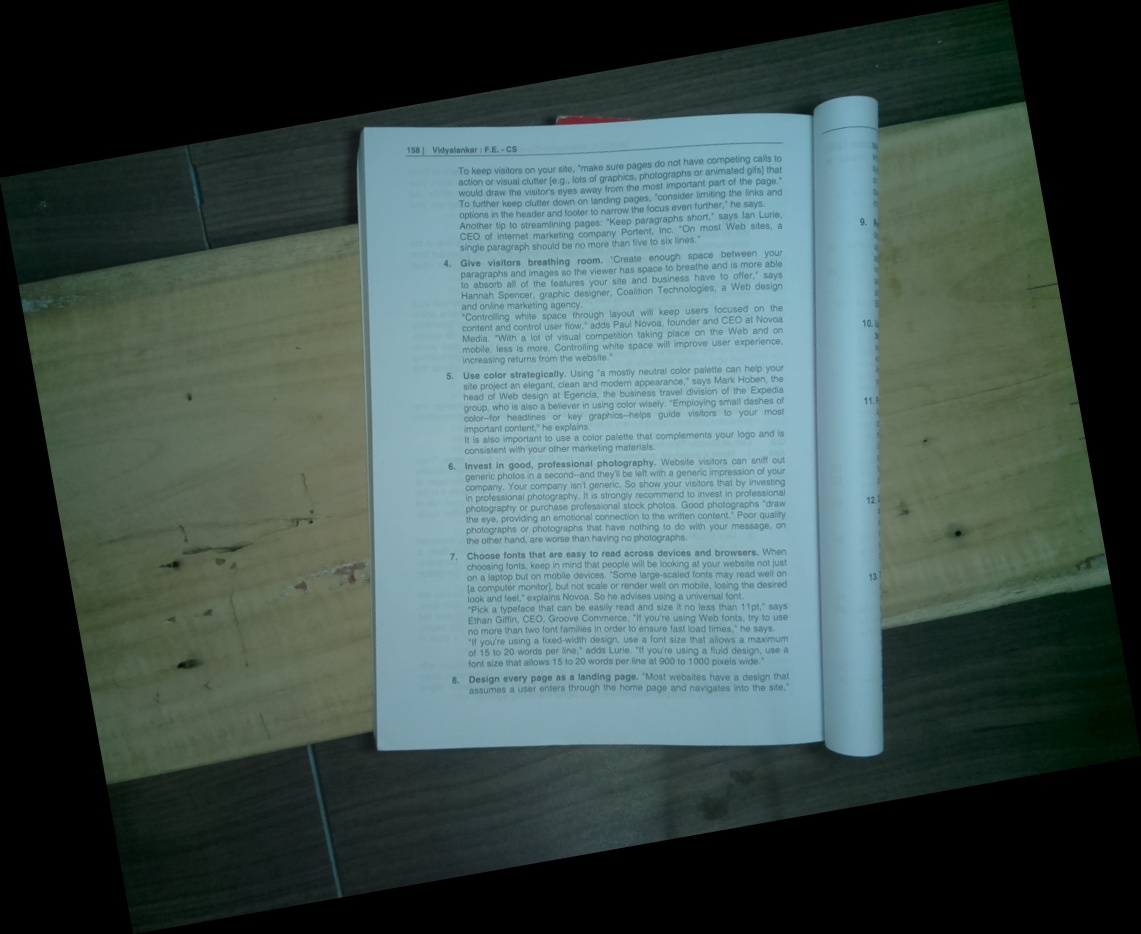 158 | Vidyalankar : F.E. - CS
To keep visitors on your site, "make sure pages do not have competing calls to
action or visual clutter [e.g., lots of graphics, photographs or animated gifs] that
would draw the visitor's eyes away from the most important part of the page."
To further keep clutter down on landing pages, "consider limiting the links and
options in the header and footer to narrow the focus even further," he says.
Another tip to streamlining pages: "Keep paragraphs short," says Ian Lurie,
CEO of internet marketing company Portent, Inc. "On most Web sites, a
single paragraph should be no more than five to six lines."
4. Give visitors breathing room. "Create enough space between your
paragraphs and images so the viewer has space to breathe and is more able
to absorb all of the features your site and business have to offer," says
Hannah Spencer, graphic designer, Coalition Technologies, a Web design
and online marketing agency.
"Controlling white space through layout will keep users focused on the
content and control user flow," adds Paul Novoa, founder and CEO at Novoa
Media. "With a lot of visual competition taking place on the Web and on
mobile, less is more. Controlling white space will improve user experience,
increasing returns from the website."
5. Use color strategically. Using "a mostly neutral color palette can help your
site project an elegant, clean and modern appearance," says Mark Hoben, the
head of Web design at Egencia, the business travel division of the Expedia
group, who is also a believer in using color wisely. "Employing small dashes of
color--for headlines or key graphics--helps guide visitors to your most
important content," he explains.
It is also important to use a color palette that complements your logo and is
consistent with your other marketing materials.
6. Invest in good, professional photography. Website visitors can sniff out
generic photos in a second--and they'll be left with a generic impression of your
company. Your company isn't generic. So show your visitors that by investing
in professional photography. It is strongly recommend to invest in professional
photography or purchase professional stock photos. Good photographs "draw
the eye, providing an emotional connection to the written content." Poor quality
photographs or photographs that have nothing to do with your message, on
the other hand, are worse than having no photographs.
7. Choose fonts that are easy to read across devices and browsers. When
choosing fonts, keep in mind that people will be looking at your website not just
on a laptop but on mobile devices. "Some large-scaled fonts may read well on
[a computer monitor], but not scale or render well on mobile, losing the desired
look and feel," explains Novoa. So he advises using a universal font.
"Pick a typeface that can be easily read and size it no less than 11pt," says
Ethan Giffin, CEO, Groove Commerce. "If you're using Web fonts, try to use
no more than two font families in order to ensure fast load times," he says.
"If you're using a fixed-width design, use a font size that allows a maximum
of 15 to 20 words per line," adds Lurie. "If you're using a fluid design, use a
font size that allows 15 to 20 words per line at 900 to 1000 pixels wide."
8. Design every page as a landing page. "Most websites have a design that
assumes a user enters through the home page and navigates into the site,"
9.
10.
11.
12
13